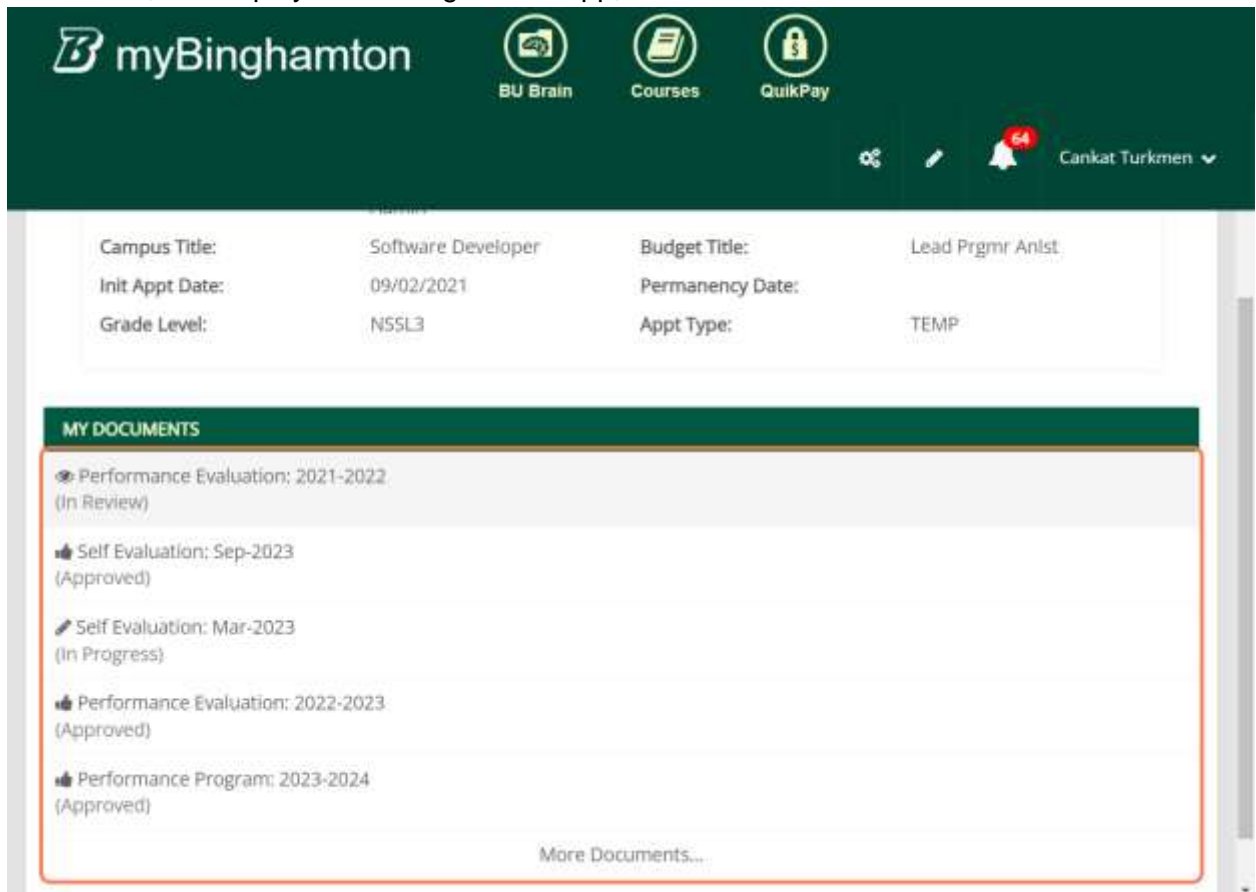 myBinghamton
BU Brain Courses QuikPay
64
Cankat Turkmen
Campus Title: Software Developer Budget Title: Lead Prgmr Anlst
Init Appt Date: 09/02/2021 Permanency Date:
Grade Level: NSSL3 Appt Type: TEMP
MY DOCUMENTS
Performance Evaluation: 2021-2022
(In Review)
Self Evaluation: Sep-2023
(Approved)
Self Evaluation: Mar-2023
(In Progress)
Performance Evaluation: 2022-2023
(Approved)
Performance Program: 2023-2024
(Approved)
More Documents...